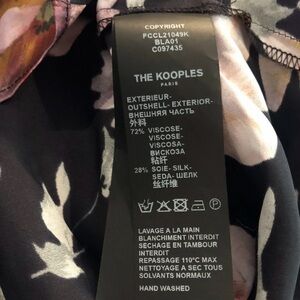 COPYRIGHT
FCCL21049K
BLA01
C097435
THE KOOPLES
PARIS
EXTERIEUR-
OUTSHELL-EXTERIOR-
ВНЕШНЯЯ ЧАСТЬ
外料
72% VISCOSE-
VISCOSE-
VISCOSA-
ВИСКОЗА
粘纤
28% SOIE-SILK-
SEDA-ШЕЛК
丝纤维
LAVAGE A LA MAIN
BLANCHIMENT INTERDIT
SECHAGE EN TAMBOUR
INTERDIT
REPASSAGE 110°C MAX
NETTOYAGE A SEC TOUS
SOLVANTS NORMAUX
HAND WASHED